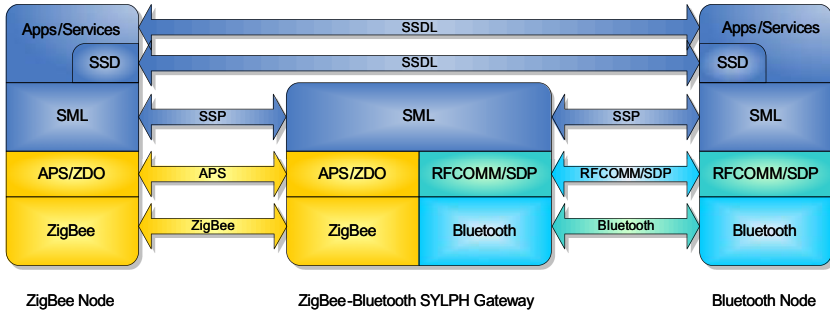 Apps/Services SSDL Apps/Services
SSD SSDL SSD
SML SSP SML SSP SML
APS/ZDO APS APS/ZDO RFCOMM/SDP RFCOMM/SDP RFCOMM/SDP
ZigBee ZigBee ZigBee Bluetooth Bluetooth Bluetooth
ZigBee Node ZigBee-Bluetooth SYLPH Gateway Bluetooth Node